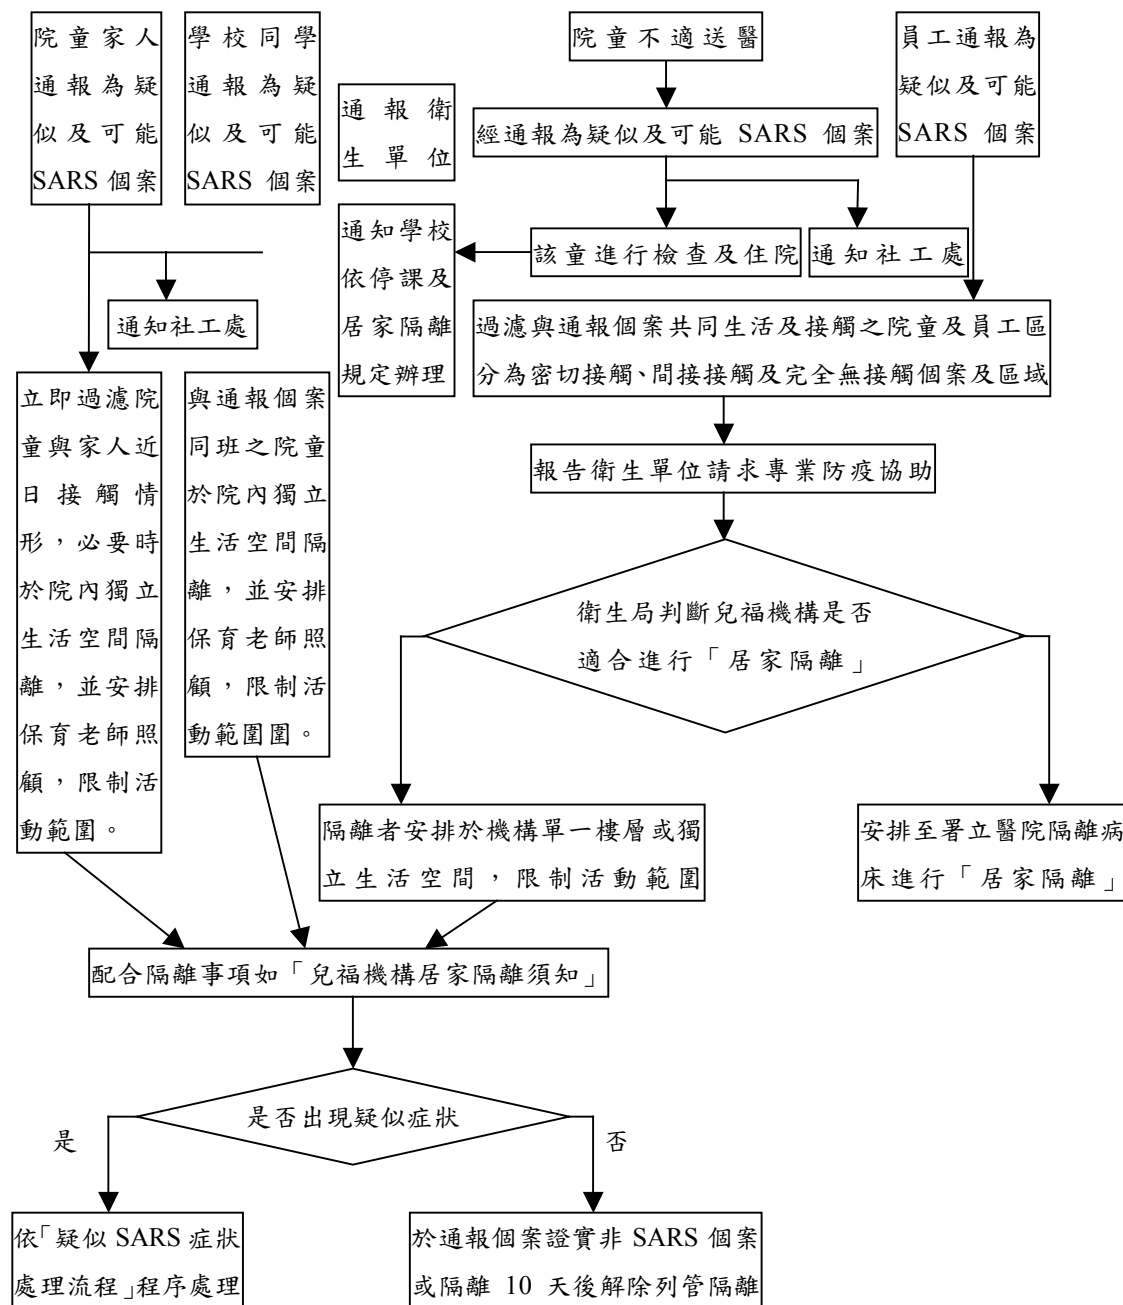 院童家人
通報為疑
似及可能
SARS 個案
學校同學
通報為疑
似及可能
SARS 個案
通報衛
生單位
院童不適送醫
經通報為疑似及可能 SARS 個案
員工通報為
疑似及可能
SARS 個案
通知學校
依停課及
居家隔離
規定辦理
該童進行檢查及住院
通知社工處
通知社工處
過濾與通報個案共同生活及接觸之院童及員工區
分為密切接觸、間接接觸及完全無接觸個案及區域
立即過濾院
童與家人近
日接觸情
形,必要時
於院內獨立
生活空間隔
離,並安排
保育老師照
顧,限制活
動範圍。
與通報個案
同班之院童
於院內獨立
生活空間隔
離,並安排
保育老師照
顧,限制活
動範圍圍。
報告衛生單位請求專業防疫協助
衛生局判斷兒福機構是否
適合進行「居家隔離」
隔離者安排於機構單一樓層或獨
立生活空間,限制活動範圍
安排至署立醫院隔離病
床進行「居家隔離」
配合隔離事項如「兒福機構居家隔離須知」
是否出現疑似症狀
是
否
依「疑似 SARS 症狀
處理流程」程序處理
於通報個案證實非 SARS 個案
或隔離 10 天後解除列管隔離